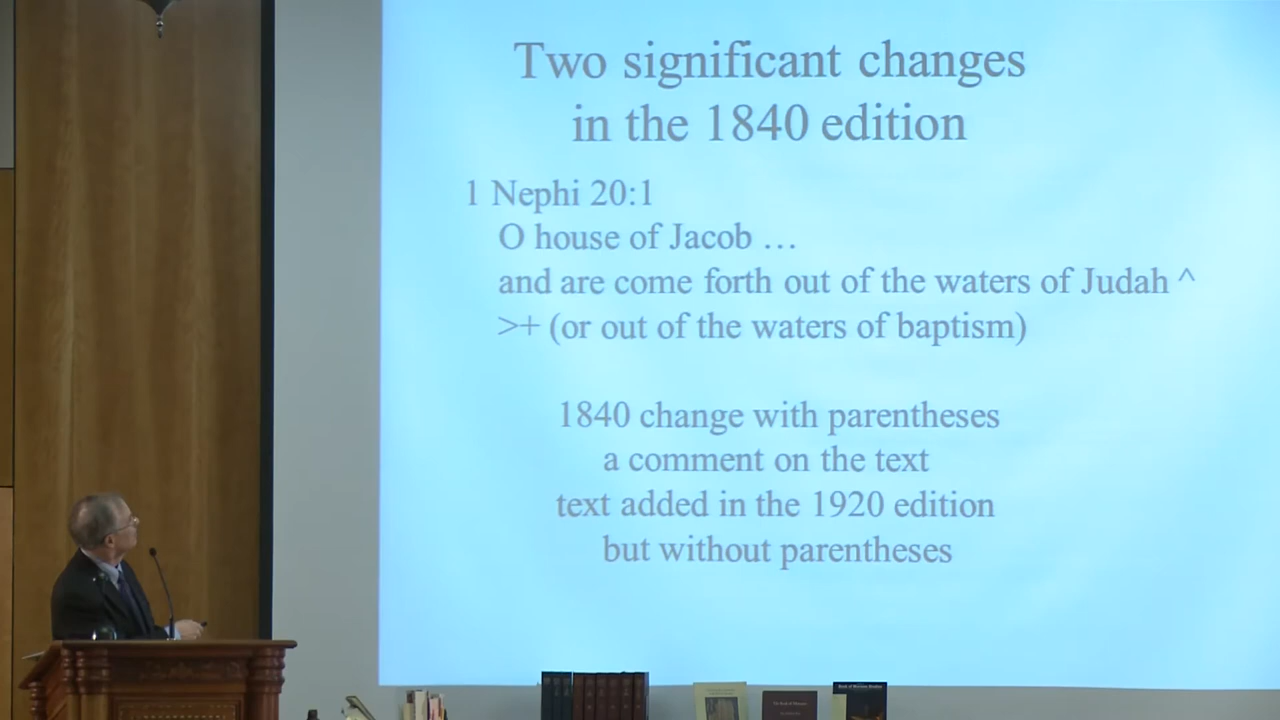 Two significant changes
in the 1840 edition
1 Nephi 20:1
O house of Jacob …
and are come forth out of the waters of Judah ^
>+ (or out of the waters of baptism)
1840 change with parentheses
a comment on the text
text added in the 1920 edition
but without parentheses